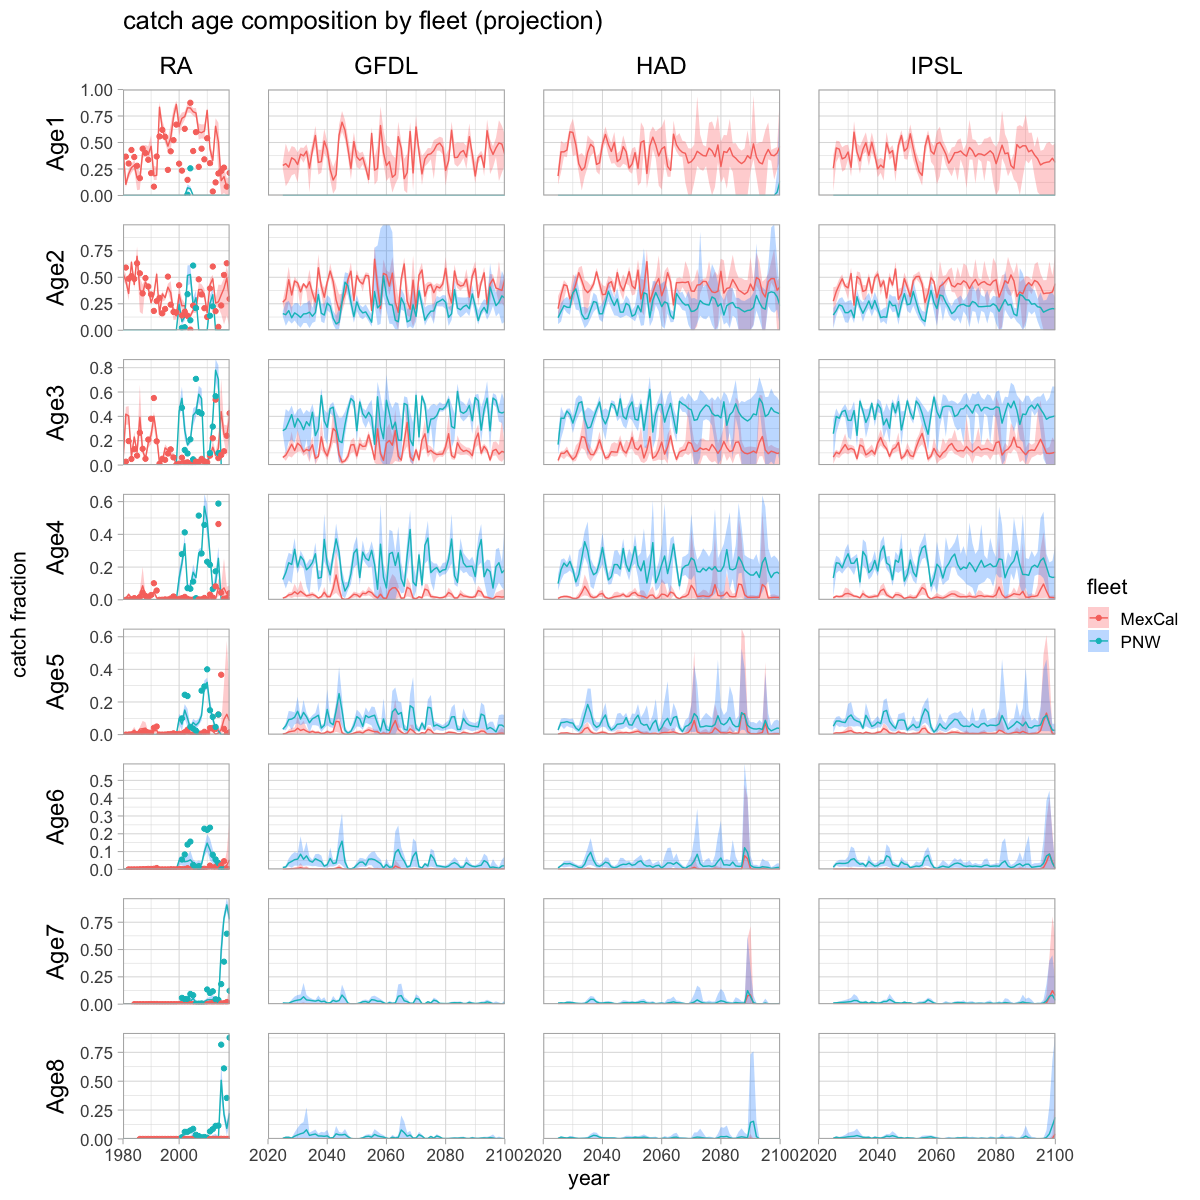 catch age composition by fleet (projection)
RA GFDL HAD IPSL
Age1
1.00
0.75
0.50
0.25
0.00
Age2
0.75
0.50
0.25
0.00
Age3
0.8
0.6
0.4
0.2
0.0
Age4
0.6
0.4
0.2
0.0
Age5
0.6
0.4
0.2
0.0
Age6
0.5
0.4
0.3
0.2
0.1
0.0
Age7
0.75
0.50
0.25
0.00
Age8
0.75
0.50
0.25
0.00
catch fraction
1980 2000 2020 2040 2060 2080 2100 2020 2040 2060 2080 2100 2020 2040 2060 2080 2100
year
fleet
MexCal
PNW